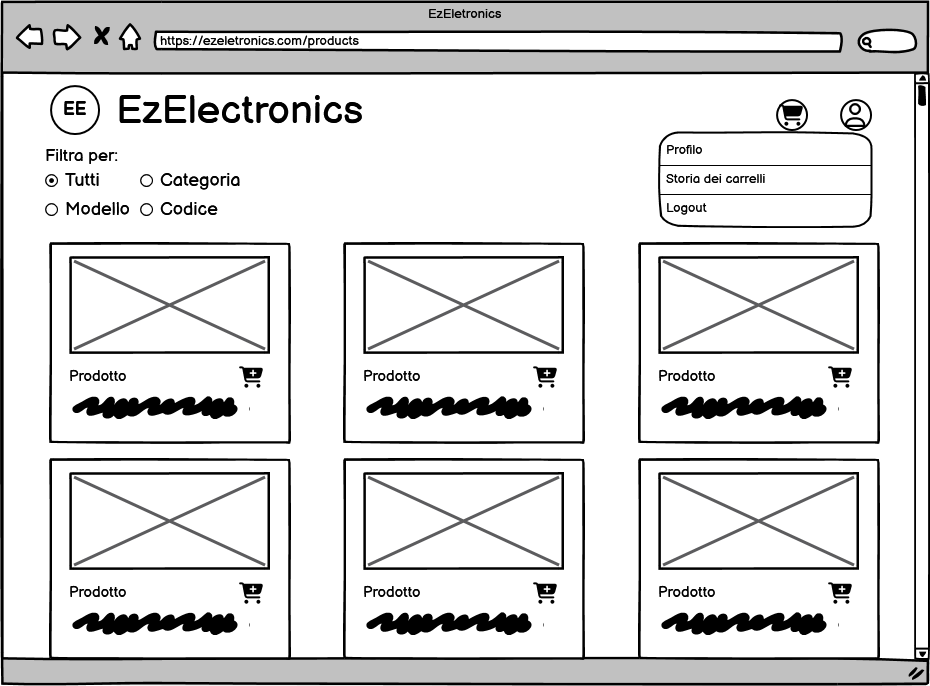 EzEletronics
https://ezeletronics.com/products
EE
EzElectronics
Filtra per:
Tutti
Categoria
Modello
Codice
Profilo
Storia dei carrelli
Logout
Prodotto
Prodotto
Prodotto
Prodotto
Prodotto
Prodotto